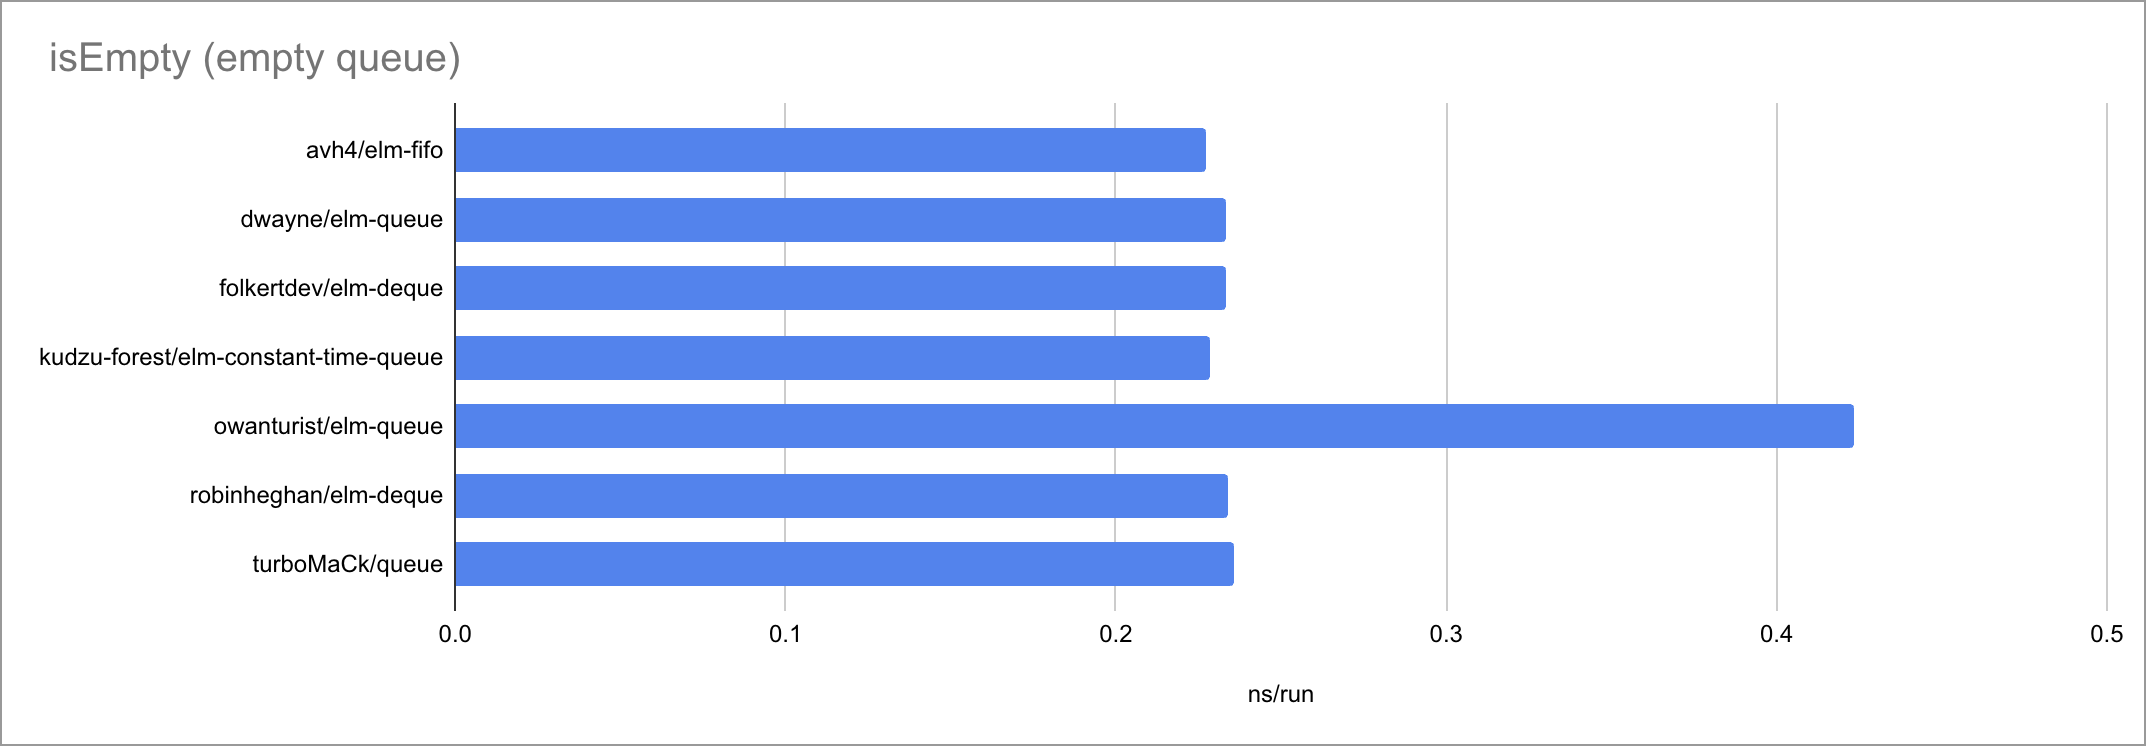 isEmpty (empty queue)
avh4/elm-fifo
dwayne/elm-queue
folkertdev/elm-deque
kudzu-forest/elm-constant-time-queue
owanturist/elm-queue
robinheghan/elm-deque
turboMaCk/queue
0.0 0.1 0.2 0.3 0.4 0.5
ns/run